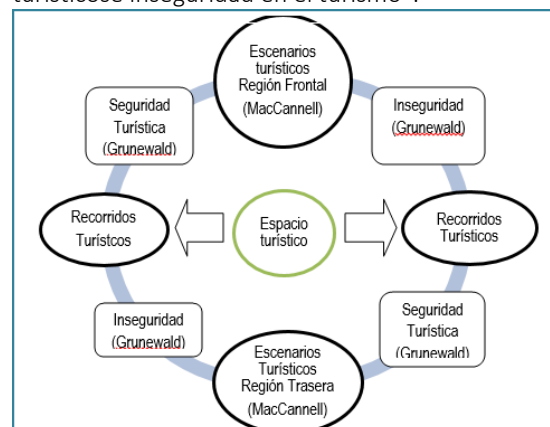 turísticose inseguridad en el turismo".
Escenarios
turísticos
Región Frontal
(MacCannell)
Seguridad
Turística
(Grunewald)
Inseguridad
(Grunewald)
Recorridos
Turístcos
Espacio
turístico
Recorridos
Turísticos
Inseguridad
(Grunewald)
Escenarios
Turísticos
Región Trasera
(MacCannell)
Seguridad
Turística
(Grunewald)